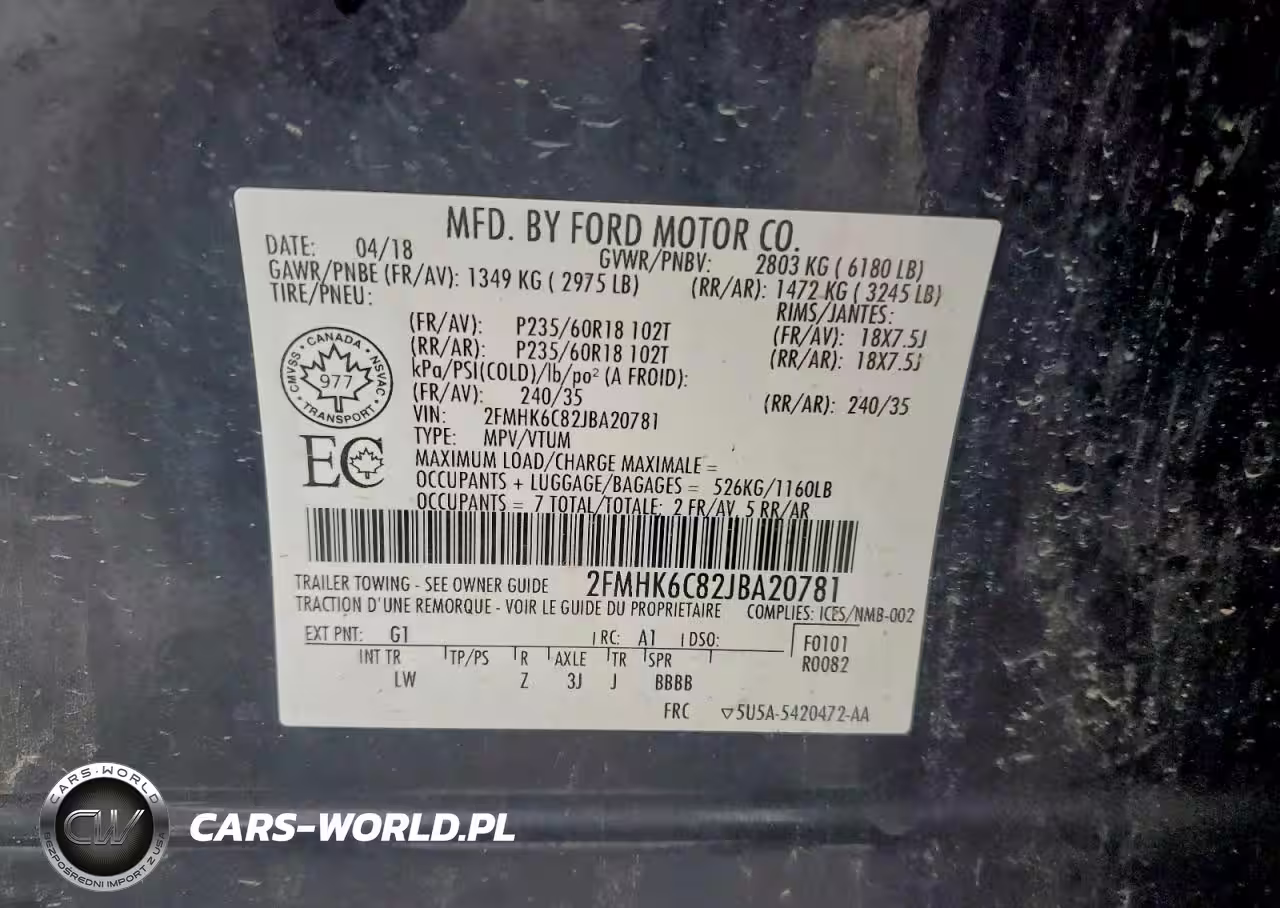 MFD. BY FORD MOTOR CO.
DATE: 04/18 GVWR/PNBV: 2803 KG ( 6180 LB)
GAWR/PNBE (FR/AV): 1349 KG ( 2975 LB) (RR/AR): 1472 KG ( 3245 LB)
TIRE/PNEU: RIMS/JANTES:
(FR/AV): P235/60R18 102T (FR/AV): 18X7.5J
(RR/AR): P235/60R18 102T (RR/AR): 18X7.5J
kPa/PSI(COLD)/lb/po² (A FROID):
(FR/AV): 240/35 (RR/AR): 240/35
VIN: 2FMHK6C82JBA20781
TYPE: MPV/VTUM
MAXIMUM LOAD/CHARGE MAXIMALE =
OCCUPANTS + LUGGAGE/BAGAGES = 526KG/1160LB
OCCUPANTS = 7 TOTAL/TOTALE: 2 FR/AV 5 RR/AR
CANADA
CMVSS NSVAC
977
TRANSPORT
EC
2FMHK6C82JBA20781
TRAILER TOWING - SEE OWNER GUIDE
TRACTION D'UNE REMORQUE - VOIR LE GUIDE DU PROPRIETAIRE COMPLIES: ICES/NMB-002
EXT PNT: G1 RC: A1 DSO: F0101
INT TR TP/PS R AXLE TR SPR R0082
LW Z 3J J BBBB
FRC ▽5U5A-5420472-AA
CARS-WORLD
CW
BEZPOŚREDNI IMPORT Z USA
CARS-WORLD.PL